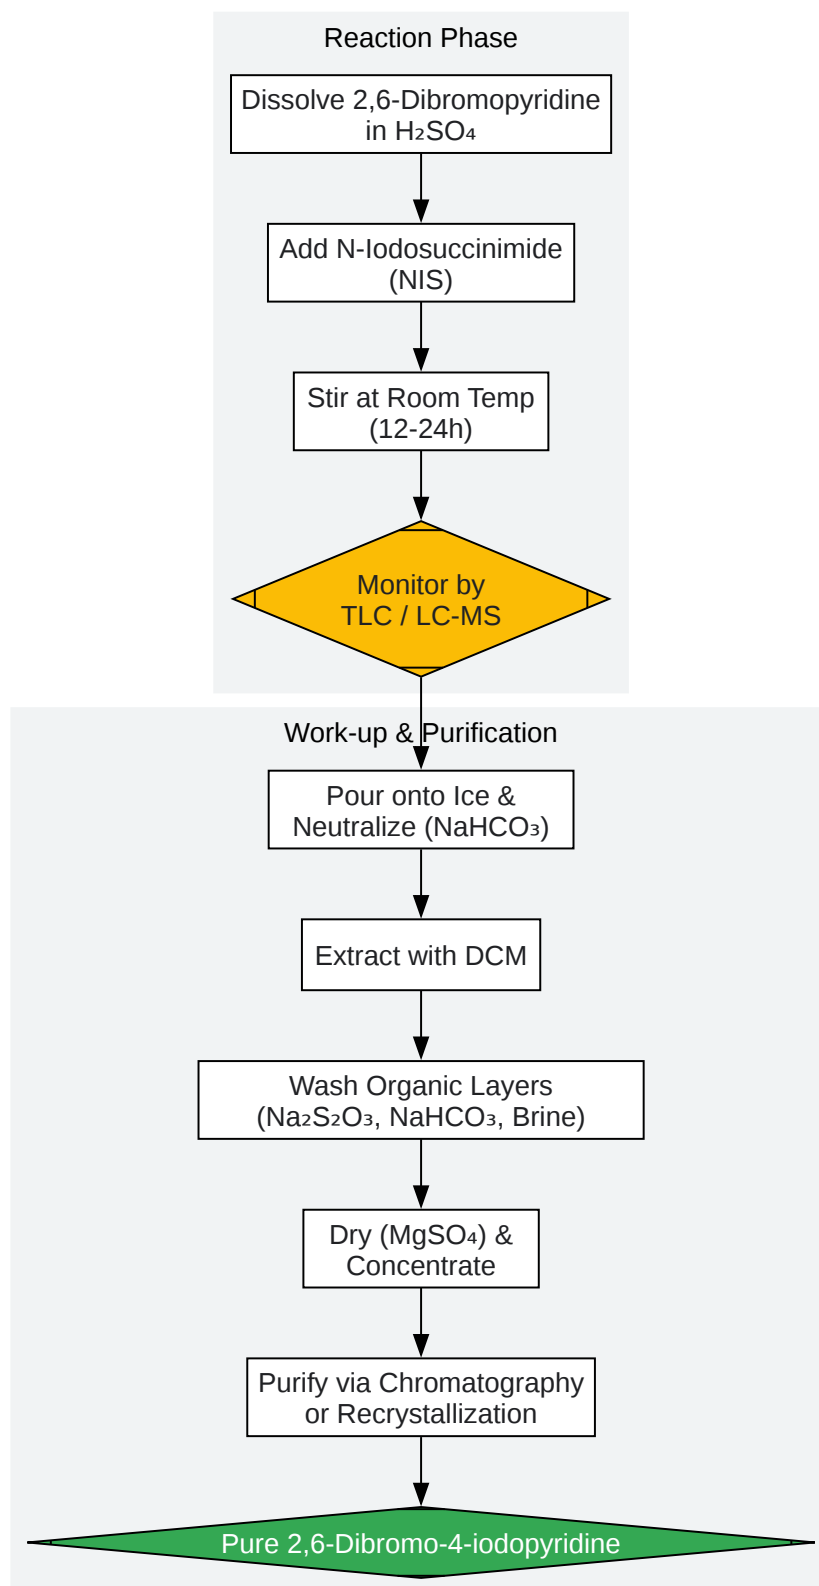 Reaction Phase
Dissolve 2,6-Dibromopyridine
in H₂SO₄
Add N-Iodosuccinimide
(NIS)
Stir at Room Temp
(12-24h)
Monitor by
TLC / LC-MS
Work-up & Purification
Pour onto Ice &
Neutralize (NaHCO₃)
Extract with DCM
Wash Organic Layers
(Na₂S₂O₃, NaHCO₃, Brine)
Dry (MgSO₄) &
Concentrate
Purify via Chromatography
or Recrystallization
Pure 2,6-Dibromo-4-iodopyridine